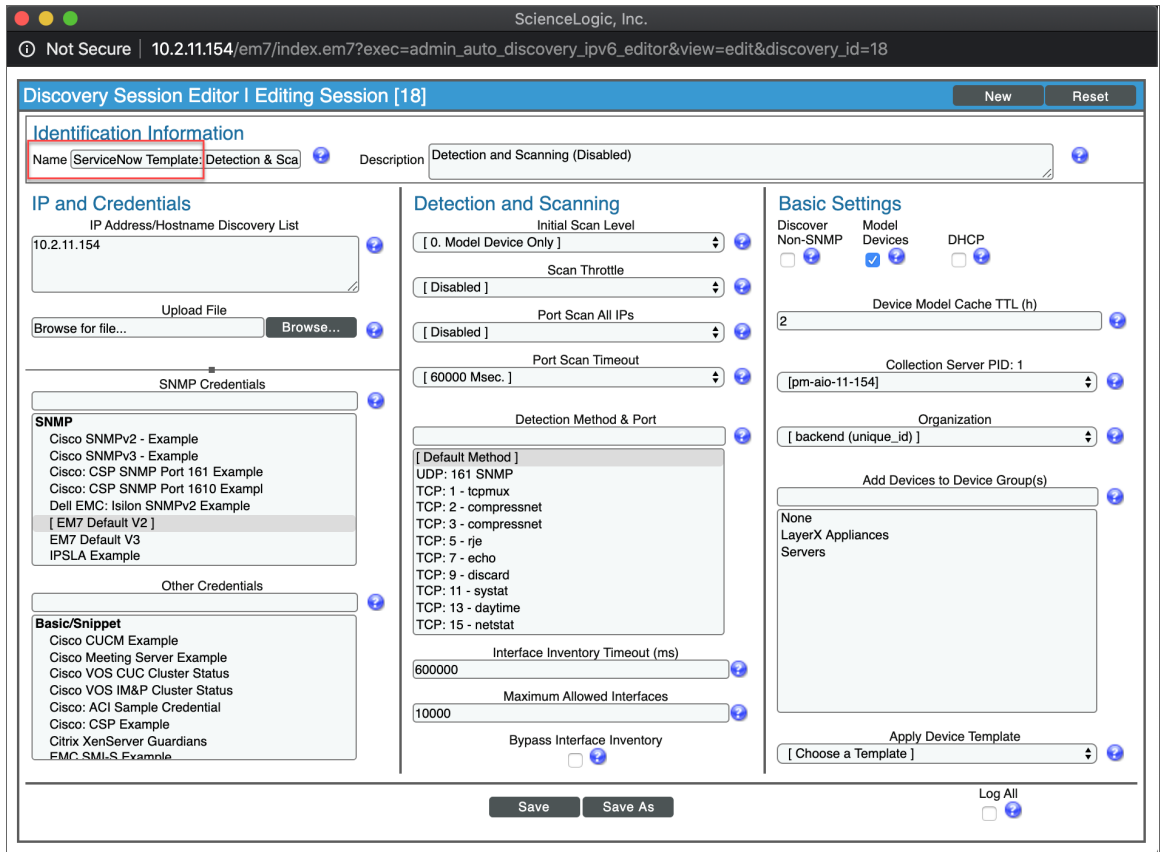 ScienceLogic, Inc.
Not Secure | 10.2.11.154/em7/index.em7?exec=admin_auto_discovery_ipv6_editor&view=edit&discovery_id=18
Discovery Session Editor | Editing Session [18]
New
Reset
Identification Information
Name ServiceNow Template: Detection & Sca
Description Detection and Scanning (Disabled)
IP and Credentials
IP Address/Hostname Discovery List
10.2.11.154
Upload File
Browse for file...
Browse...
SNMP Credentials
SNMP
Cisco SNMPv2 - Example
Cisco SNMPv3 - Example
Cisco: CSP SNMP Port 161 Example
Cisco: CSP SNMP Port 1610 Exampl
Dell EMC: Isilon SNMPv2 Example
[ EM7 Default V2 ]
EM7 Default V3
IPSLA Example
Other Credentials
Basic/Snippet
Cisco CUCM Example
Cisco Meeting Server Example
Cisco VOS CUC Cluster Status
Cisco VOS IM&P Cluster Status
Cisco: ACI Sample Credential
Cisco: CSP Example
Citrix XenServer Guardians
EMC SMI-S Example
Detection and Scanning
Initial Scan Level
[ 0. Model Device Only ]
Scan Throttle
[ Disabled ]
Port Scan All IPs
[ Disabled ]
Port Scan Timeout
[ 60000 Msec. ]
Detection Method & Port
[ Default Method ]
UDP: 161 SNMP
TCP: 1 - tcpmux
TCP: 2 - compressnet
TCP: 3 - compressnet
TCP: 5 - rje
TCP: 7 - echo
TCP: 9 - discard
TCP: 11 - systat
TCP: 13 - daytime
TCP: 15 - netstat
Interface Inventory Timeout (ms)
600000
Maximum Allowed Interfaces
10000
Bypass Interface Inventory
Basic Settings
Discover Non-SNMP
Model Devices
DHCP
Device Model Cache TTL (h)
2
Collection Server PID: 1
[pm-aio-11-154]
Organization
[ backend (unique_id) ]
Add Devices to Device Group(s)
None
LayerX Appliances
Servers
Apply Device Template
[ Choose a Template ]
Save
Save As
Log All